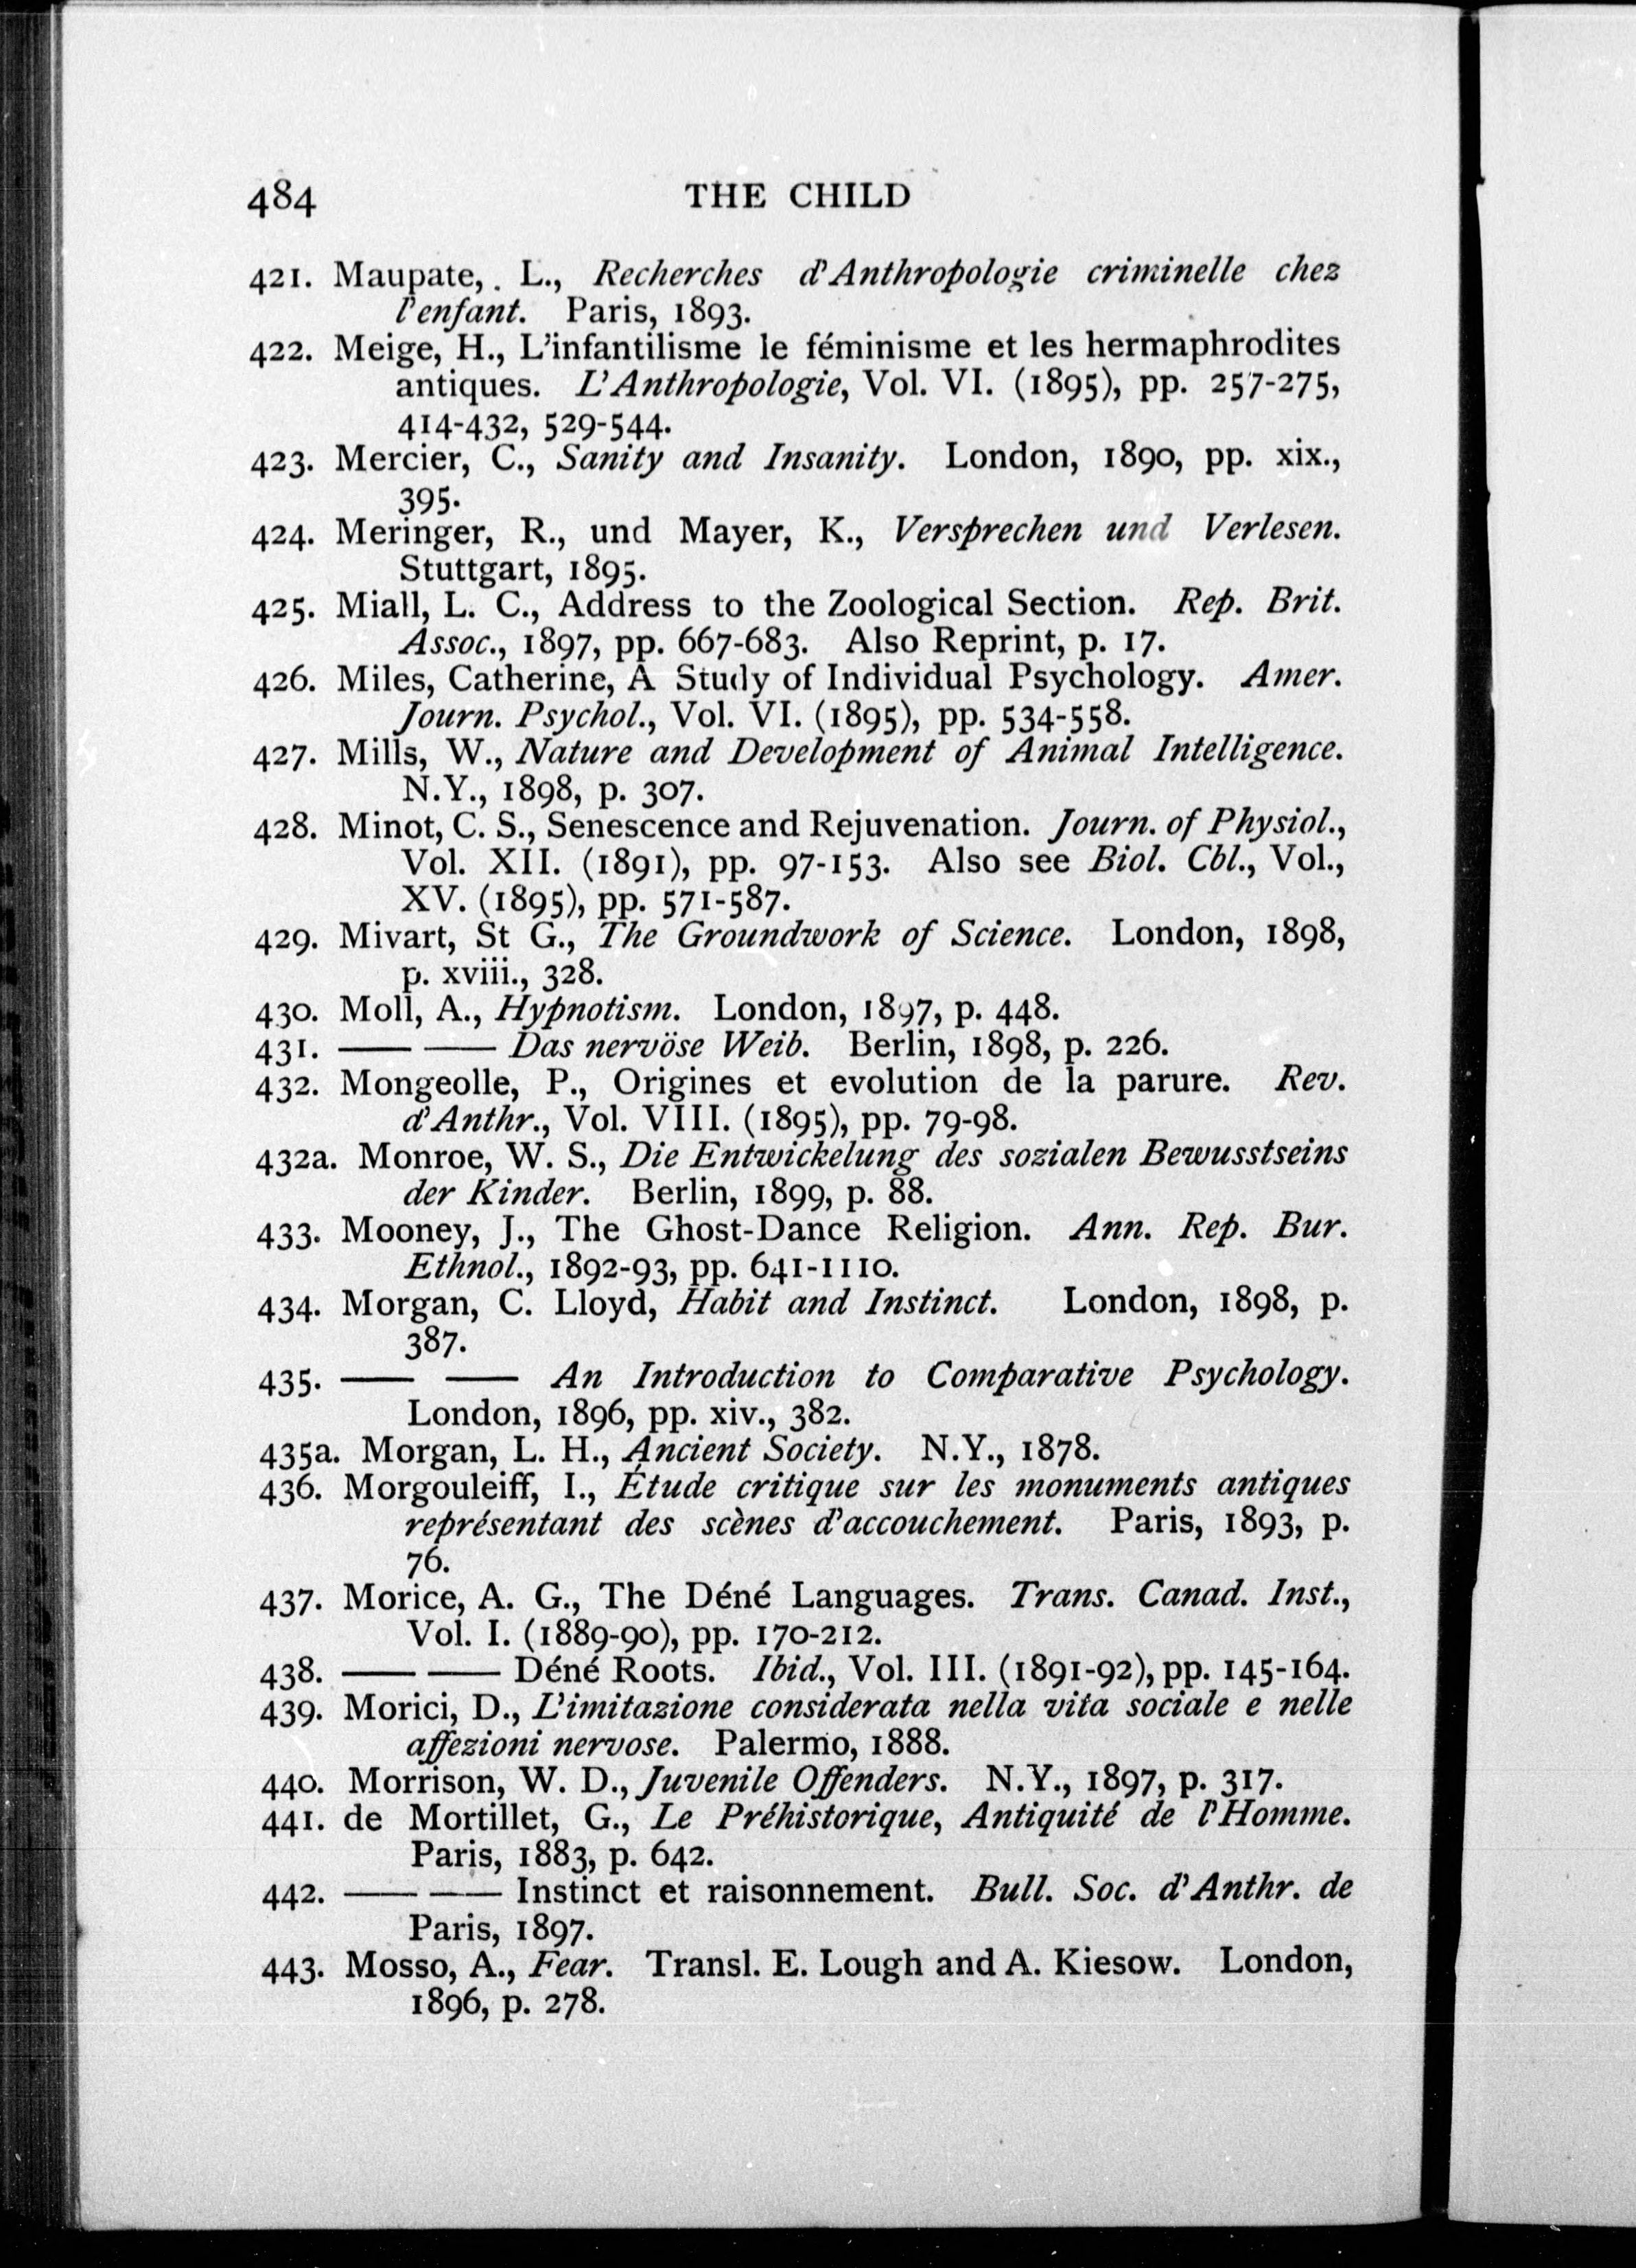 484 THE CHILD
421. Maupate, . L., Recherches d'Anthropologie criminelle chez
l'enfant. Paris, 1893.
422. Meige, H., L'infantilisme le féminisme et les hermaphrodites
antiques. L'Anthropologie, Vol. VI. (1895), pp. 257-275,
414-432, 529-544.
423. Mercier, C., Sanity and Insanity. London, 1890, pp. xix.,
395.
424. Meringer, R., und Mayer, K., Versprechen und Verlesen.
Stuttgart, 1895.
425. Miall, L. C., Address to the Zoological Section. Rep. Brit.
Assoc., 1897, pp. 667-683. Also Reprint, p. 17.
426. Miles, Catherine, A Study of Individual Psychology. Amer.
Journ. Psychol., Vol. VI. (1895), pp. 534-558.
427. Mills, W., Nature and Development of Animal Intelligence.
N.Y., 1898, p. 307.
428. Minot, C. S., Senescence and Rejuvenation. Journ. of Physiol.,
Vol. XII. (1891), pp. 97-153. Also see Biol. Cbl., Vol.,
XV. (1895), pp. 571-587.
429. Mivart, St G., The Groundwork of Science. London, 1898,
p. xviii., 328.
430. Moll, A., Hypnotism. London, 1897, p. 448.
431. —— —— Das nervöse Weib. Berlin, 1898, p. 226.
432. Mongeolle, P., Origines et evolution de la parure. Rev.
d'Anthr., Vol. VIII. (1895), pp. 79-98.
432a. Monroe, W. S., Die Entwickelung des sozialen Bewusstseins
der Kinder. Berlin, 1899, p. 88.
433. Mooney, J., The Ghost-Dance Religion. Ann. Rep. Bur.
Ethnol., 1892-93, pp. 641-1110.
434. Morgan, C. Lloyd, Habit and Instinct. London, 1898, p.
387.
435. —— —— An Introduction to Comparative Psychology.
London, 1896, pp. xiv., 382.
435a. Morgan, L. H., Ancient Society. N.Y., 1878.
436. Morgouleiff, I., Étude critique sur les monuments antiques
représentant des scènes d'accouchement. Paris, 1893, p.
76.
437. Morice, A. G., The Déné Languages. Trans. Canad. Inst.,
Vol. I. (1889-90), pp. 170-212.
438. —— —— Déné Roots. Ibid., Vol. III. (1891-92), pp. 145-164.
439. Morici, D., L'imitazione considerata nella vita sociale e nelle
affezioni nervose. Palermo, 1888.
440. Morrison, W. D., Juvenile Offenders. N.Y., 1897, p. 317.
441. de Mortillet, G., Le Préhistorique, Antiquité de l'Homme.
Paris, 1883, p. 642.
442. —— —— Instinct et raisonnement. Bull. Soc. d'Anthr. de
Paris, 1897.
443. Mosso, A., Fear. Transl. E. Lough and A. Kiesow. London,
1896, p. 278.